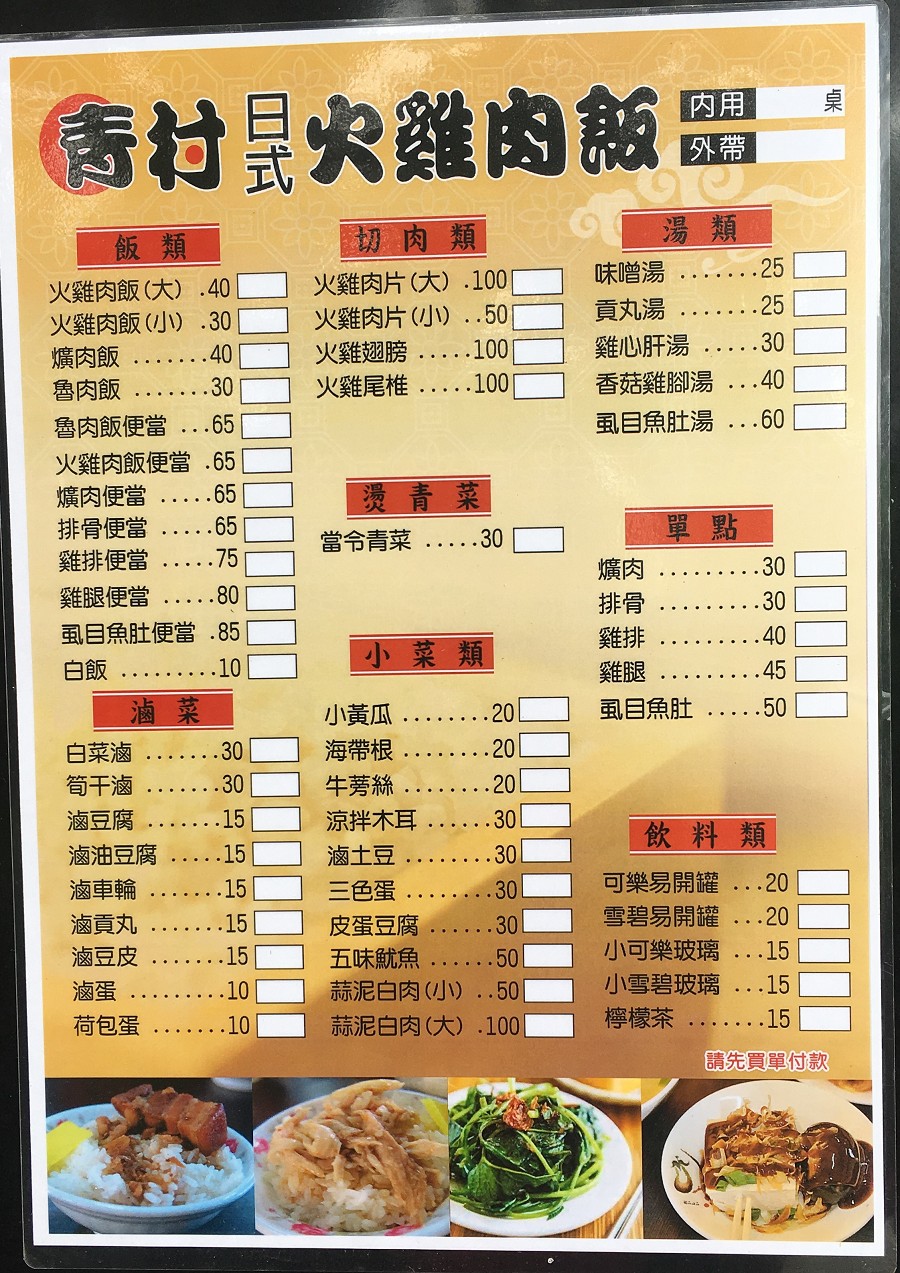 青村日式火雞肉飯
內用 桌
外帶
飯類
火雞肉飯(大) .40
火雞肉飯(小) .30
爌肉飯 .......40
魯肉飯 .......30
魯肉飯便當 ...65
火雞肉飯便當 .65
爌肉便當 .....65
排骨便當 .....65
雞排便當 .....75
雞腿便當 .....80
虱目魚肚便當 .85
白飯 .........10
滷菜
白菜滷 .......30
筍干滷 .......30
滷豆腐 .......15
滷油豆腐 .....15
滷車輪 .......15
滷貢丸 .......15
滷豆皮 .......15
滷蛋 .........10
荷包蛋 .......10
切肉類
火雞肉片(大) .100
火雞肉片(小) ..50
火雞翅膀 .....100
火雞尾椎 .....100
燙青菜
當令青菜 .....30
小菜類
小黃瓜 ........20
海帶根 ........20
牛蒡絲 ........20
涼拌木耳 ......30
滷土豆 ........30
三色蛋 ........30
皮蛋豆腐 ......30
五味魷魚 ......50
蒜泥白肉(小) ..50
蒜泥白肉(大) .100
湯類
味噌湯 .......25
貢丸湯 .......25
雞心肝湯 .....30
香菇雞腳湯 ...40
虱目魚肚湯 ...60
單點
爌肉 .........30
排骨 .........30
雞排 .........40
雞腿 .........45
虱目魚肚 .....50
飲料類
可樂易開罐 ...20
雪碧易開罐 ...20
小可樂玻璃 ...15
小雪碧玻璃 ...15
檸檬茶 .......15
請先買單付款